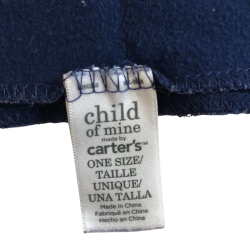 child
of mine
made by
carter's™
ONE SIZE/
TAILLE
UNIQUE/
UNA TALLA
Made in China
Fabriqué en Chine
Hecho en China